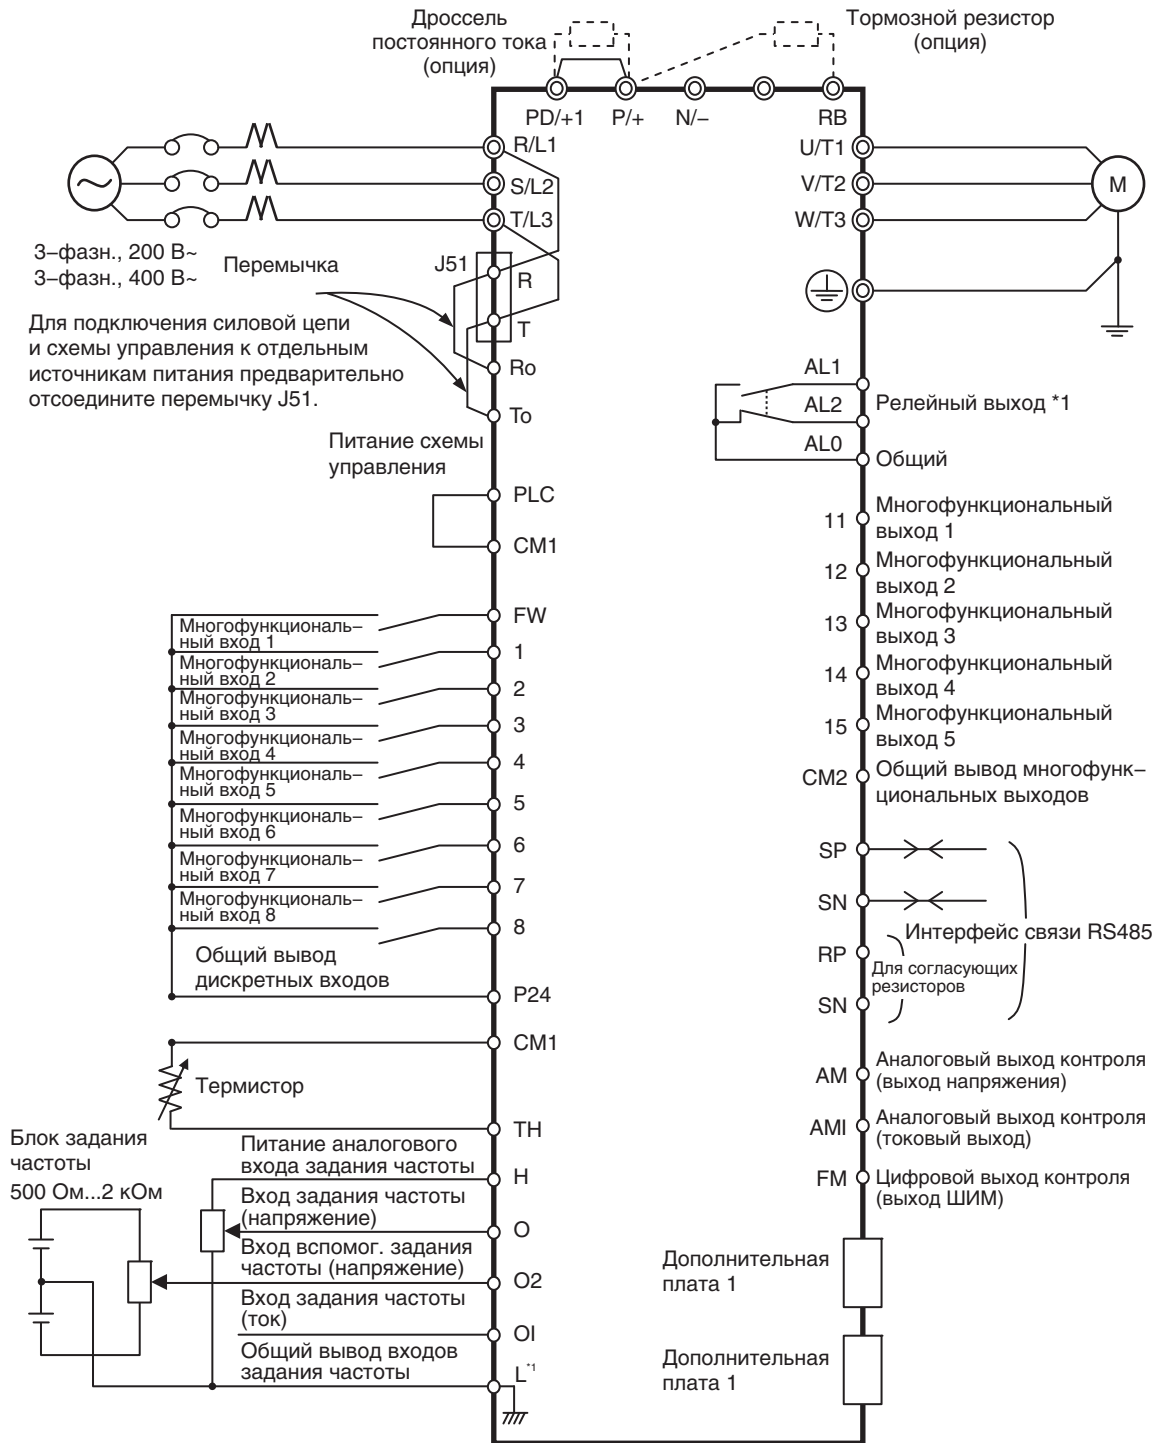 Дроссель
постоянного тока
(опция)
Тормозной резистор
(опция)
PD/+1
P/+
N/−
RB
R/L1
S/L2
T/L3
U/T1
V/T2
W/T3
M
3−фазн., 200 В~
3−фазн., 400 В~
Перемычка
J51
R
T
Ro
To
Для подключения силовой цепи
и схемы управления к отдельным
источникам питания предварительно
отсоедините перемычку J51.
Питание схемы
управления
AL1
AL2
AL0
Релейный выход *1
Общий
PLC
CM1
11
Многофункциональный
выход 1
12
Многофункциональный
выход 2
13
Многофункциональный
выход 3
14
Многофункциональный
выход 4
15
Многофункциональный
выход 5
CM2
Общий вывод многофунк−
циональных выходов
FW
Многофункциональ−
ный вход 1
1
Многофункциональ−
ный вход 2
2
Многофункциональ−
ный вход 3
3
Многофункциональ−
ный вход 4
4
Многофункциональ−
ный вход 5
5
Многофункциональ−
ный вход 6
6
Многофункциональ−
ный вход 7
7
Многофункциональ−
ный вход 8
8
Общий вывод
дискретных входов
P24
SP
SN
Интерфейс связи RS485
RP
Для согласующих
резисторов
SN
CM1
Термистор
TH
AM
Аналоговый выход контроля
(выход напряжения)
AMI
Аналоговый выход контроля
(токовый выход)
FM
Цифровой выход контроля
(выход ШИМ)
Блок задания
частоты
500 Ом...2 кОм
Питание аналогового
входа задания частоты
H
Вход задания частоты
(напряжение)
O
Вход вспомог. задания
частоты (напряжение)
O2
Вход задания частоты
(ток)
OI
Общий вывод входов
задания частоты
L*1
Дополнительная
плата 1
Дополнительная
плата 1